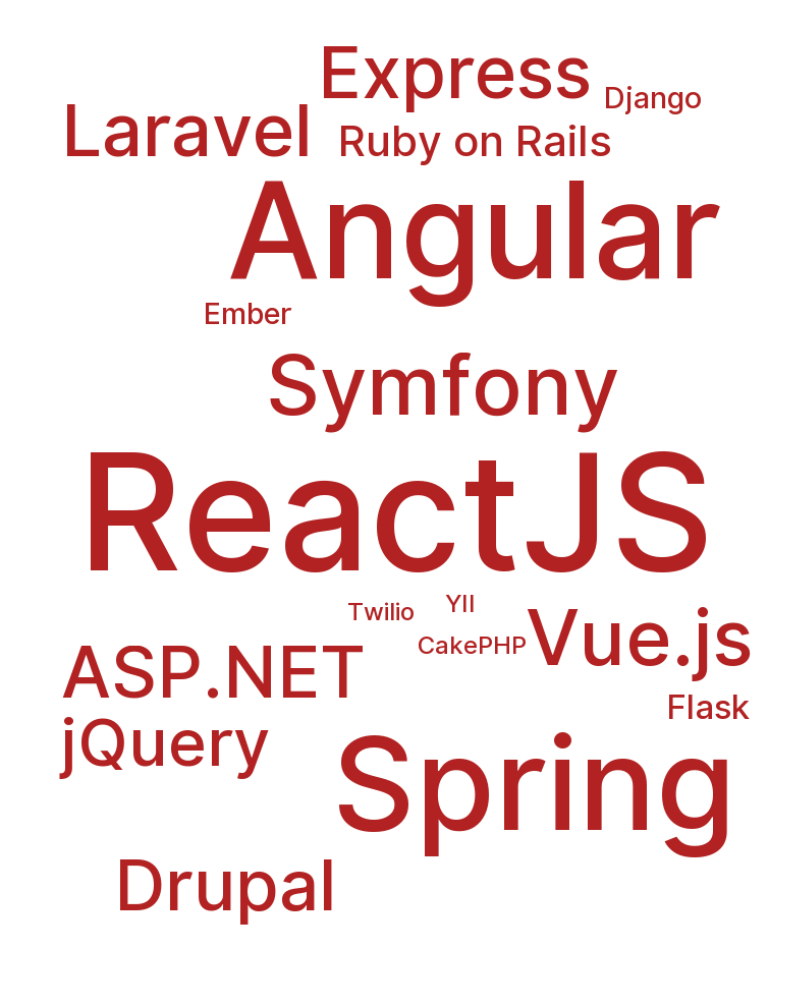 Express
Django
Laravel
Ruby on Rails
Angular
Ember
Symfony
ReactJS
Twilio
YII
CakePHP
Vue.js
ASP.NET
Flask
jQuery
Spring
Drupal